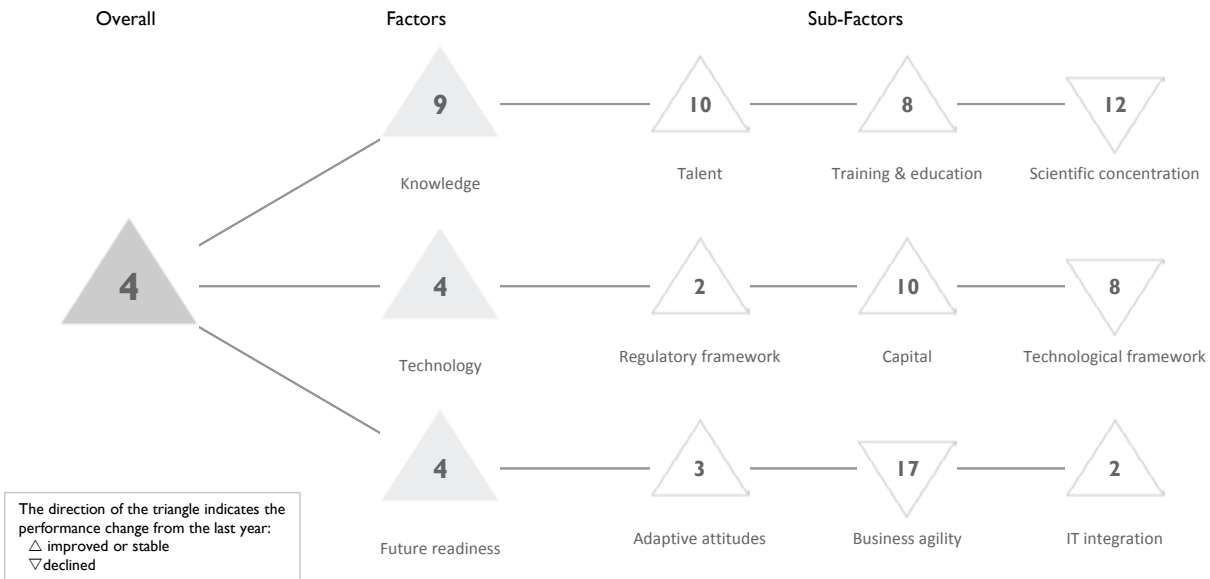 Overall
Factors
Sub-Factors
9
10
8
12
Knowledge
Talent
Training & education
Scientific concentration
4
4
2
10
8
Technology
Regulatory framework
Capital
Technological framework
4
3
17
2
Future readiness
Adaptive attitudes
Business agility
IT integration
The direction of the triangle indicates the
performance change from the last year:
△ improved or stable
▽declined